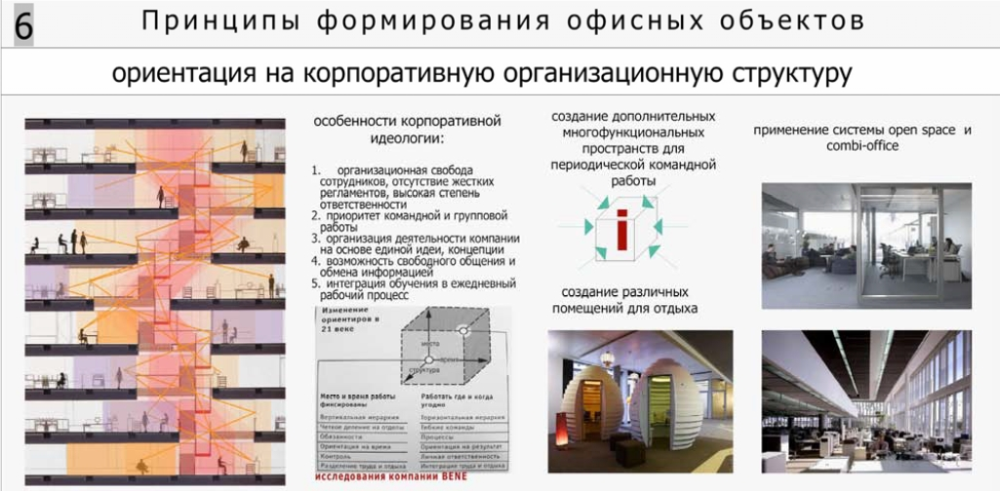 6
Принципы формирования офисных объектов
ориентация на корпоративную организационную структуру
особенности корпоративной
идеологии:
1. организационная свобода
сотрудников, отсутствие жестких
регламентов, высокая степень
ответственности
2. приоритет командной и групповой
работы
3. организация деятельности компании
на основе единой идеи, концепции
4. возможность свободного общения и
обмена информацией
5. интеграция обучения в ежедневный
рабочий процесс
Изменение
ориентиров в
21 веке
места
время
структура
Место и время работы
фиксированы
Работать где и когда
угодно
Вертикальная иерархия Горизонтальная иерархия
Четкое деление на отделы Гибкие команды
Обязанности Процессы
Ориентация на время Ориентация на результат
Контроль Личная ответственность
Разделение труда и отдыха Интеграция труда и отдыха
исследования компании BENE
создание дополнительных
многофункциональных
пространств для
периодической командной
работы
i
создание различных
помещений для отдыха
применение системы open space и
combi-office